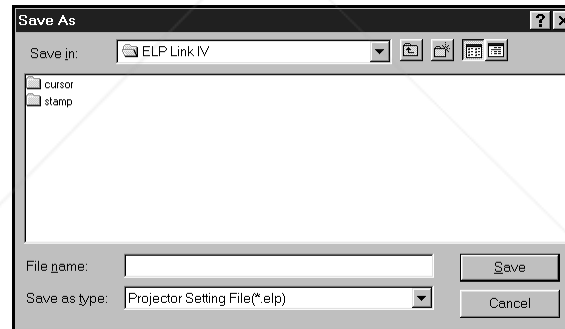 Save As
Save in: ELP Link IV
cursor
stamp
File name:
Save
Save as type: Projector Setting File(*.elp)
Cancel